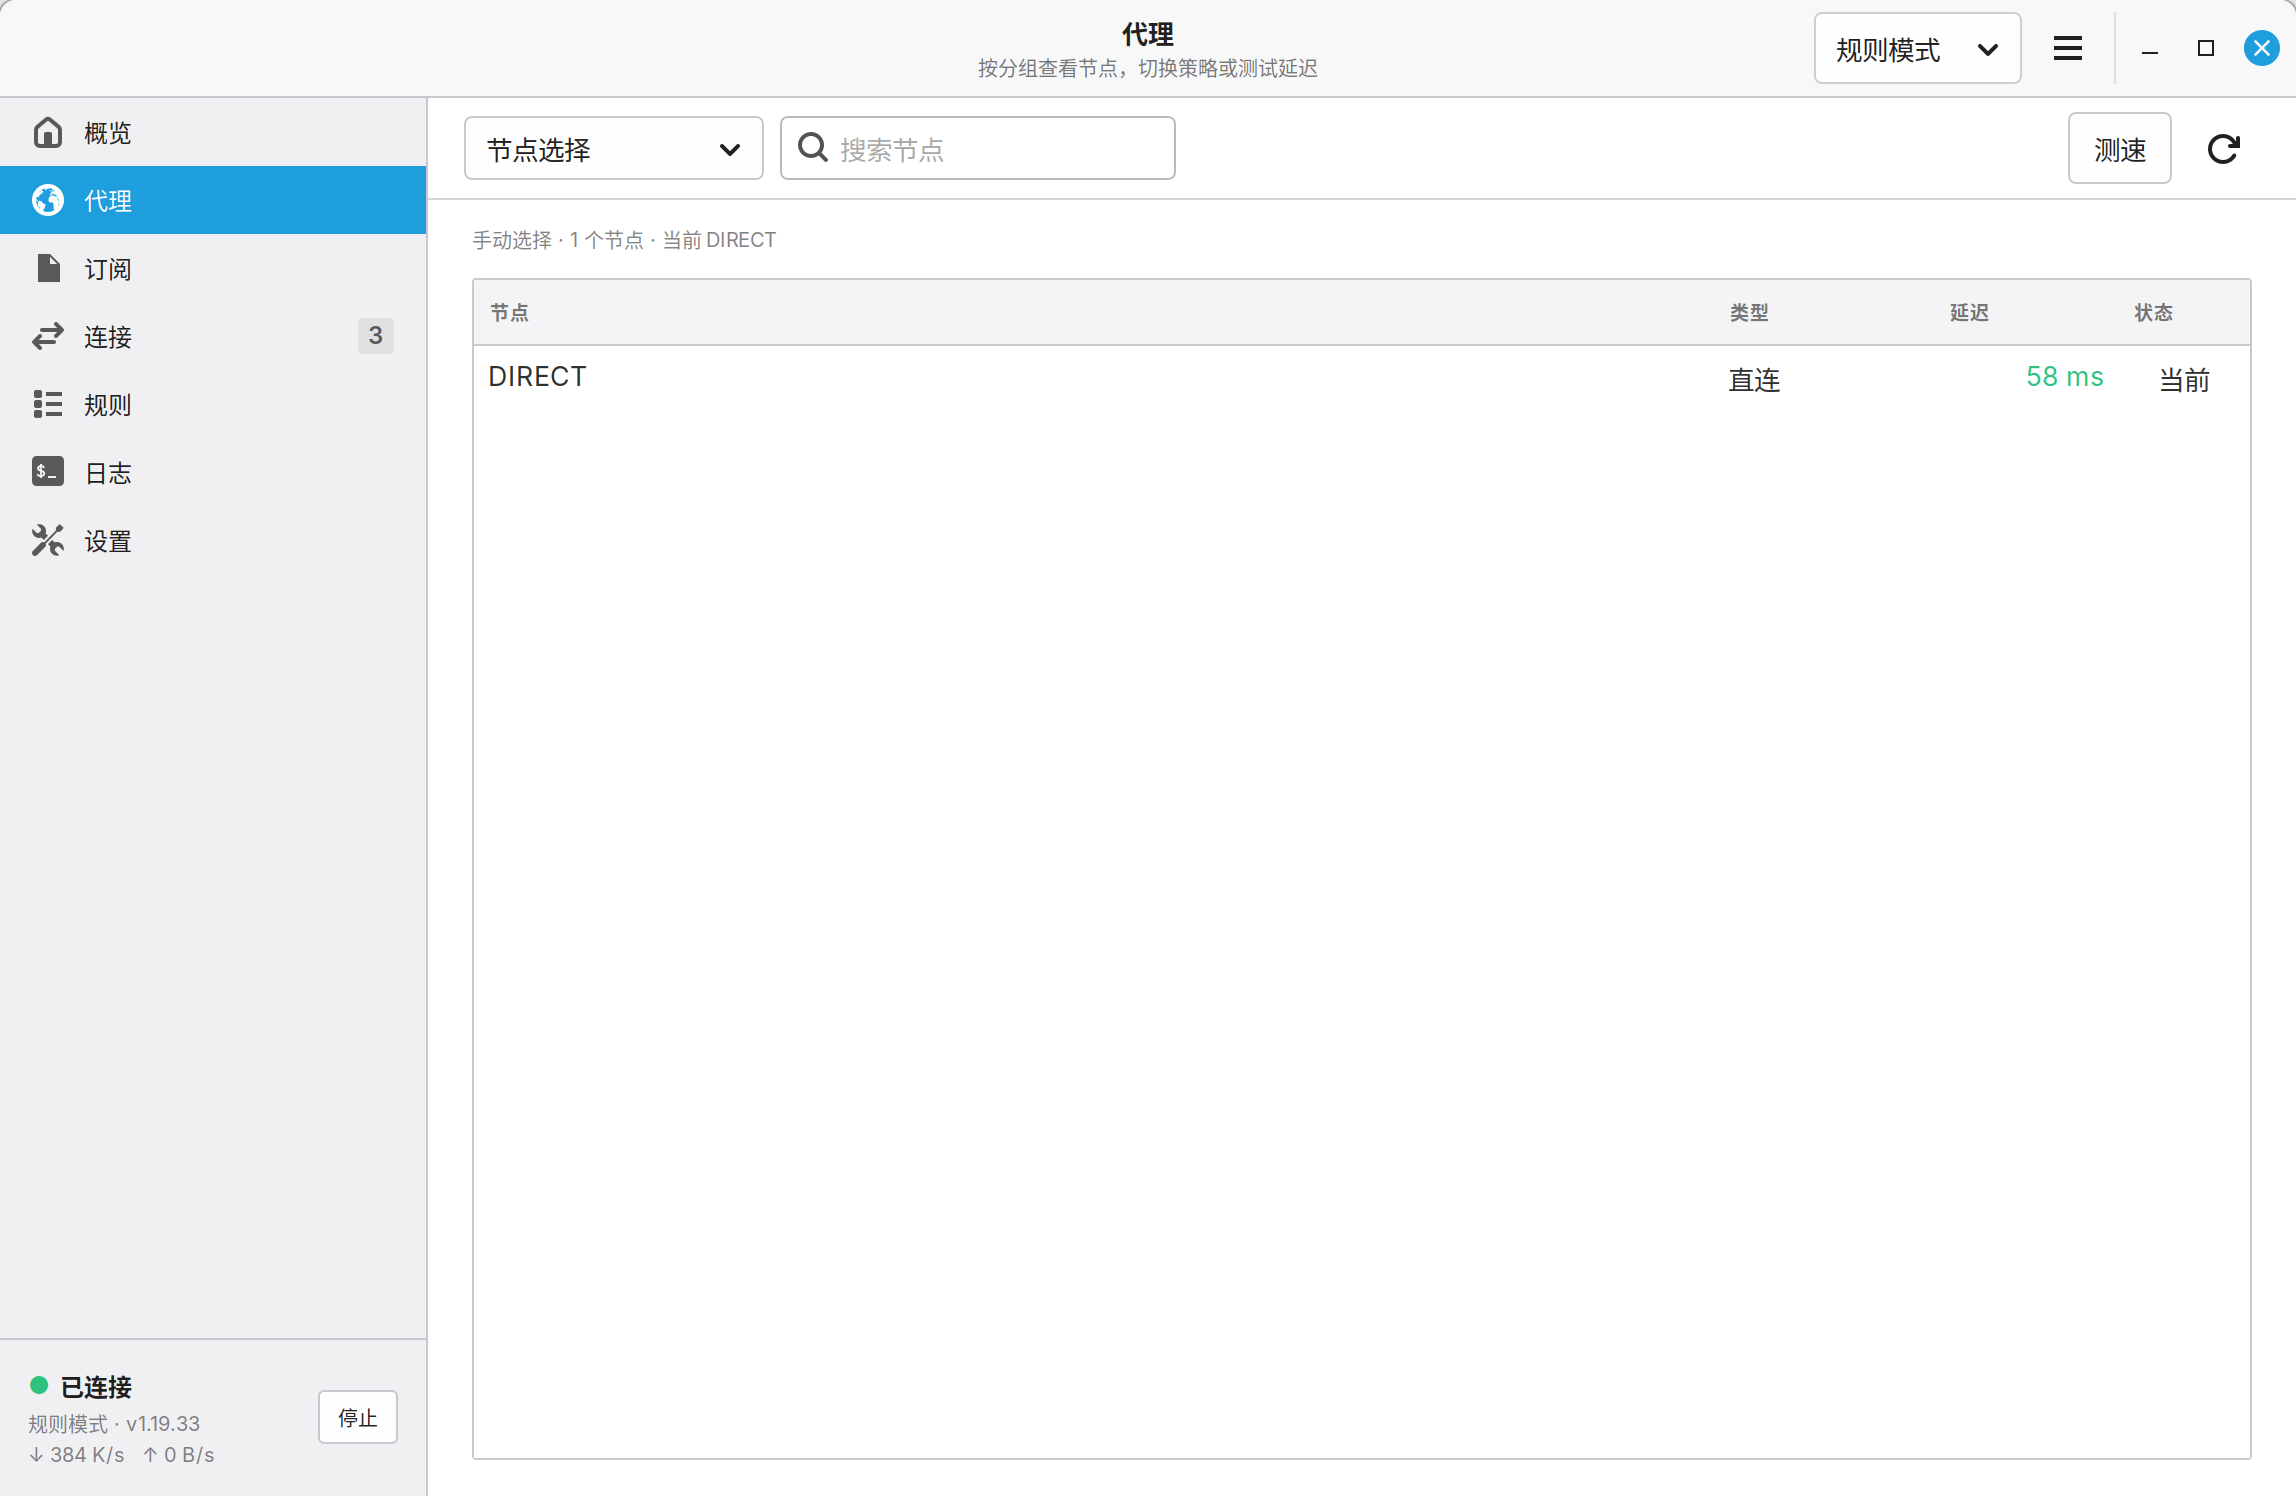 代理
按分组查看节点，切换策略或测试延迟
规则模式
概览
代理
订阅
连接 3
规则
日志
设置
节点选择
搜索节点
测速
手动选择 · 1 个节点 · 当前 DIRECT
节点 类型 延迟 状态
DIRECT 直连 58 ms 当前
已连接
规则模式 · v1.19.33
↓ 384 K/s ↑ 0 B/s
停止